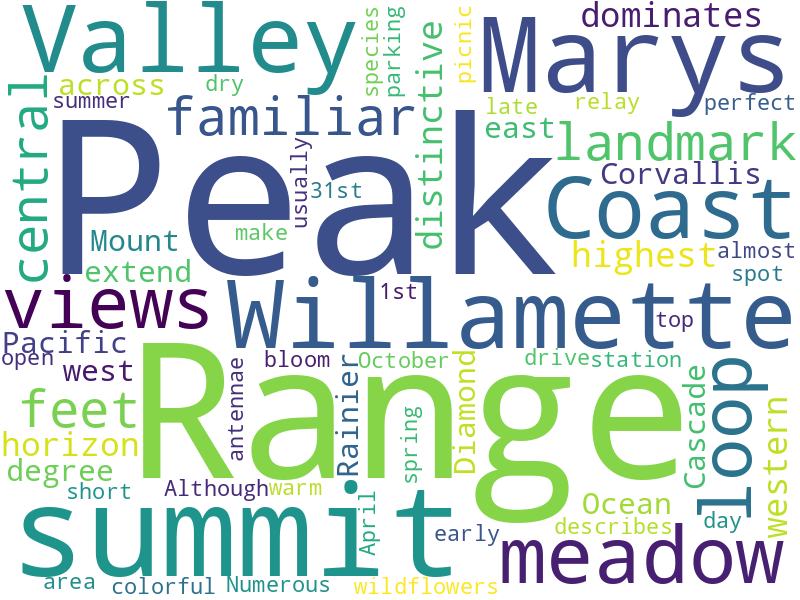 Valley
species
parking
picnic
Marys
dominates
across
dry
distinctive
late
relay
perfect
summer
familiar
central
east
landmark
Peak
usually
31st
Corvallis
Coast
Mount
make
highest
almost
extend
spot
views
Willamette
1st
top
Pacific
open
west
antennae
bloom
October
drive
station
Range
Rainier
Diamond
Cascade
loop
feet
horizon
degree
spring
western
short
Although
warm
Ocean
summit
April
early
describes
day
meadow
area
colorful
Numerous
wildflowers